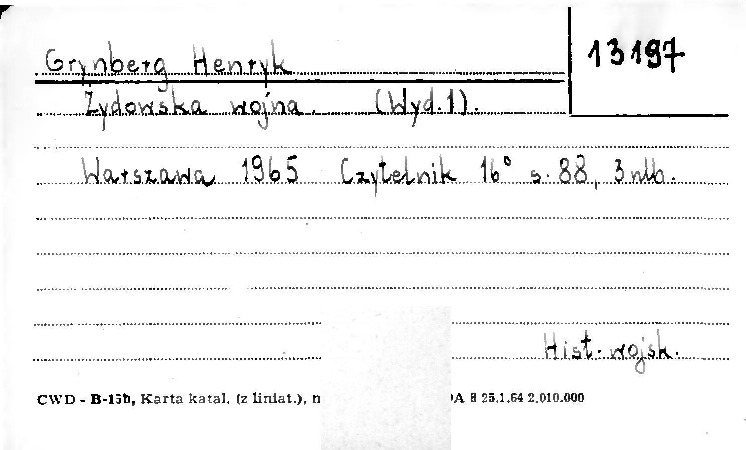 Grynberg Henryk
13197
Żydowska wojna. (Wyd. 1).
Warszawa 1965 Czytelnik 16° s. 88, 3 nlb.
Hist. wojsk.
CWD - B-15b, Karta katal. (z liniat.), n
A 8 25.1.64 2.010.000